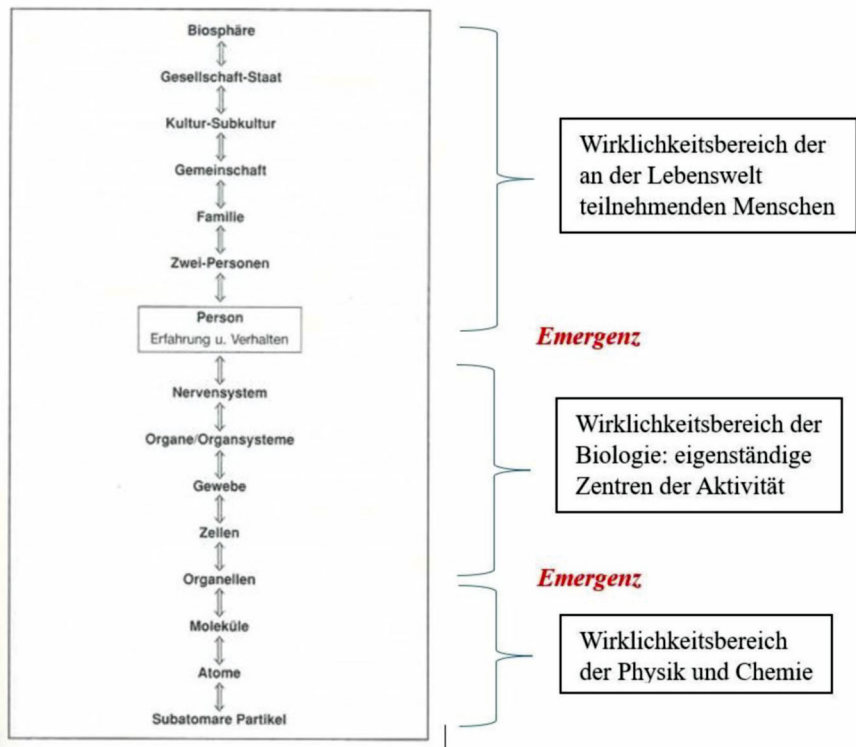 Biosphäre
Gesellschaft-Staat
Kultur-Subkultur
Gemeinschaft
Familie
Zwei-Personen
Person
Erfahrung u. Verhalten
Nervensystem
Organe/Organsysteme
Gewebe
Zellen
Organellen
Moleküle
Atome
Subatomare Partikel
Wirklichkeitsbereich der
an der Lebenswelt
teilnehmenden Menschen
Emergenz
Wirklichkeitsbereich der
Biologie: eigenständige
Zentren der Aktivität
Emergenz
Wirklichkeitsbereich
der Physik und Chemie